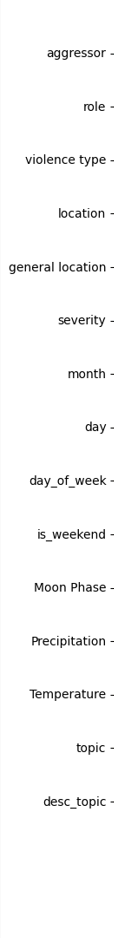 aggressor
role
violence type
location
general location
severity
month
day
day_of_week
is_weekend
Moon Phase
Precipitation
Temperature
topic
desc_topic